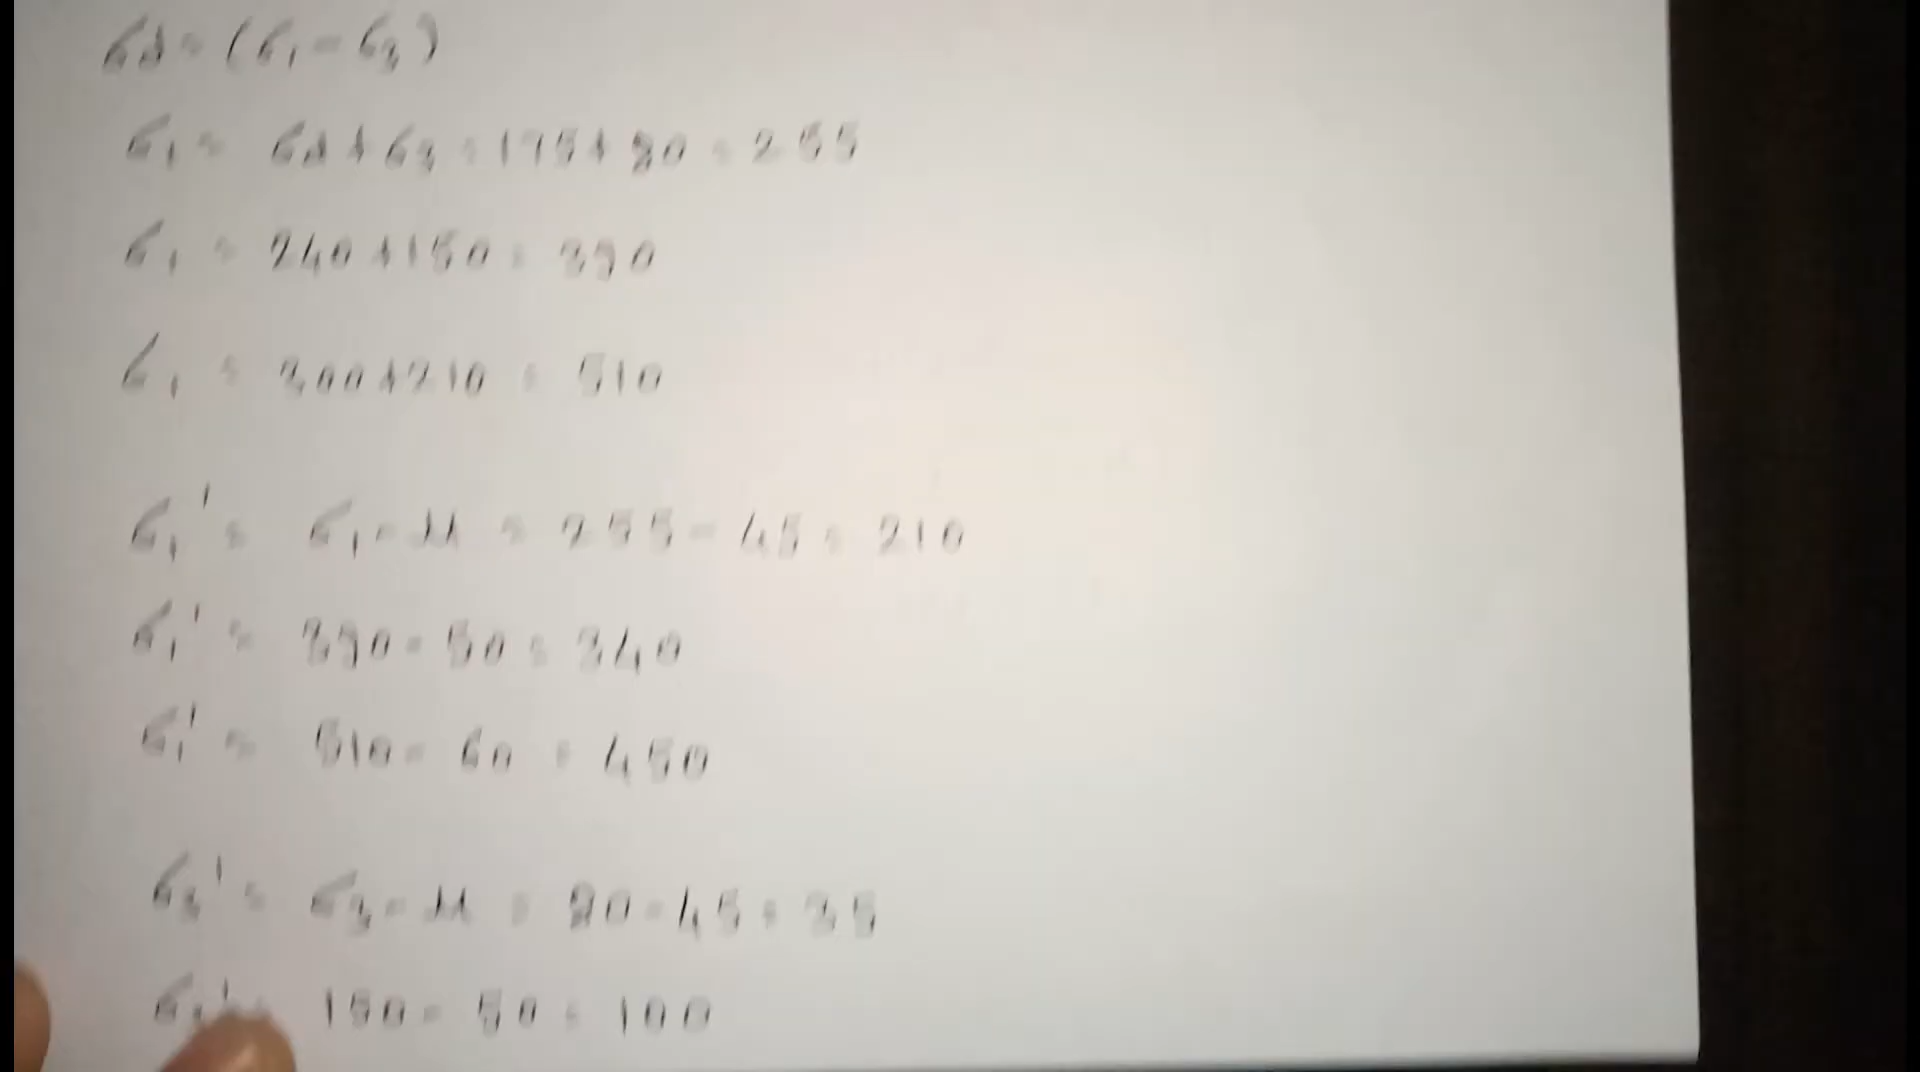 σd = (σ1 - σ3)
σ1 = σd + σ3 = 175 + 80 = 255
σ1 = 240 + 150 = 390
σ1 = 300 + 210 = 510
σ1' = σ1 - u = 255 - 45 = 210
σ1' = 390 - 50 = 340
σ1' = 510 - 60 = 450
σ3' = σ3 - u = 80 - 45 = 35
σ3' = 150 - 50 = 100